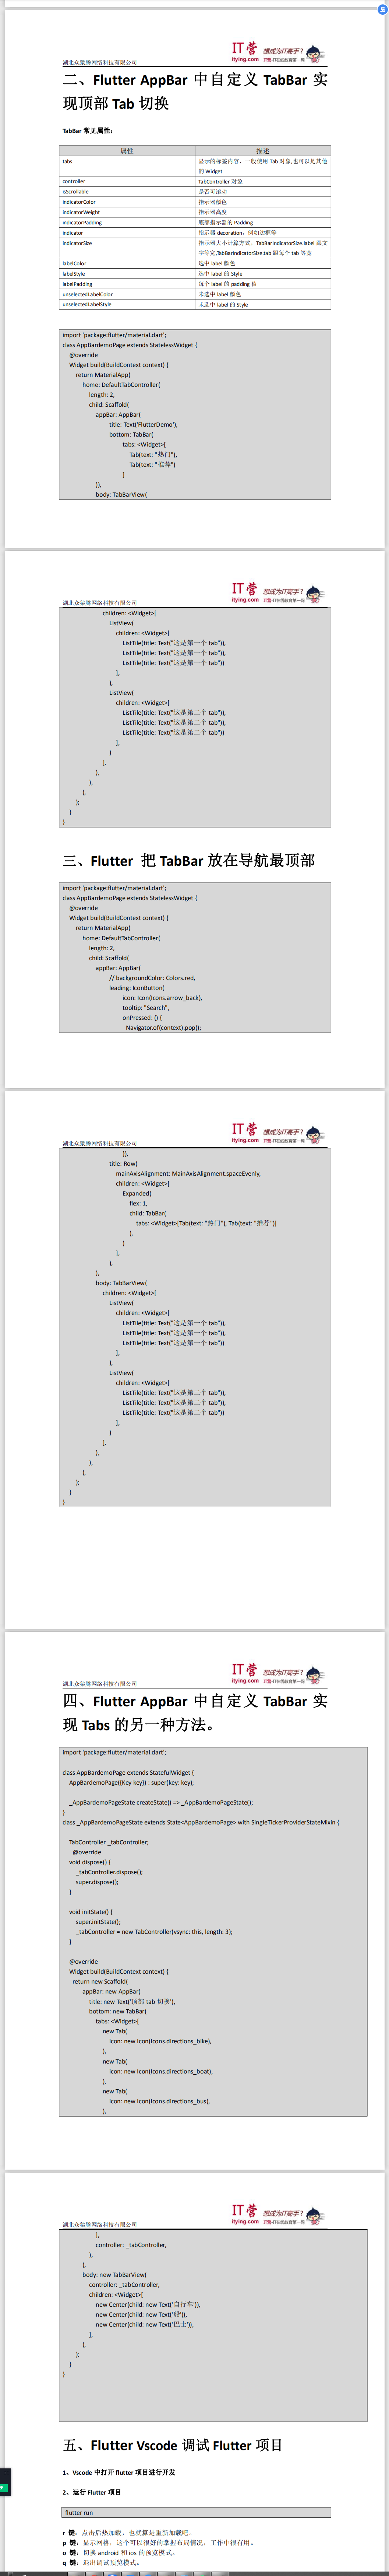 湖北众猿腾网络科技有限公司
IT营
itying.com
想成为IT高手？
IT营-IT在线教育第一网
二、Flutter AppBar 中自定义 TabBar 实
现顶部 Tab 切换
TabBar 常见属性：
属性 描述
tabs 显示的标签内容，一般使用 Tab 对象,也可以是其他
的 Widget
controller TabController 对象
isScrollable 是否可滚动
indicatorColor 指示器颜色
indicatorWeight 指示器高度
indicatorPadding 底部指示器的 Padding
indicator 指示器 decoration，例如边框等
indicatorSize 指示器大小计算方式，TabBarIndicatorSize.label 跟文
字等宽,TabBarIndicatorSize.tab 跟每个 tab 等宽
labelColor 选中 label 颜色
labelStyle 选中 label 的 Style
labelPadding 每个 label 的 padding 值
unselectedLabelColor 未选中 label 颜色
unselectedLabelStyle 未选中 label 的 Style
import 'package:flutter/material.dart';
class AppBardemoPage extends StatelessWidget {
@override
Widget build(BuildContext context) {
return MaterialApp(
home: DefaultTabController(
length: 2,
child: Scaffold(
appBar: AppBar(
title: Text('FlutterDemo'),
bottom: TabBar(
tabs: <Widget>[
Tab(text: "热门"),
Tab(text: "推荐")
]
)),
body: TabBarView(
湖北众猿腾网络科技有限公司
IT营
itying.com
想成为IT高手？
IT营-IT在线教育第一网
children: <Widget>[
ListView(
children: <Widget>[
ListTile(title: Text("这是第一个 tab")),
ListTile(title: Text("这是第一个 tab")),
ListTile(title: Text("这是第一个 tab"))
],
),
ListView(
children: <Widget>[
ListTile(title: Text("这是第二个 tab")),
ListTile(title: Text("这是第二个 tab")),
ListTile(title: Text("这是第二个 tab"))
],
)
],
),
),
),
);
}
}
三、Flutter 把 TabBar 放在导航最顶部
import 'package:flutter/material.dart';
class AppBardemoPage extends StatelessWidget {
@override
Widget build(BuildContext context) {
return MaterialApp(
home: DefaultTabController(
length: 2,
child: Scaffold(
appBar: AppBar(
// backgroundColor: Colors.red,
leading: IconButton(
icon: Icon(Icons.arrow_back),
tooltip: "Search",
onPressed: () {
Navigator.of(context).pop();
湖北众猿腾网络科技有限公司
IT营
itying.com
想成为IT高手？
IT营-IT在线教育第一网
}),
title: Row(
mainAxisAlignment: MainAxisAlignment.spaceEvenly,
children: <Widget>[
Expanded(
flex: 1,
child: TabBar(
tabs: <Widget>[Tab(text: "热门"), Tab(text: "推荐")]
),
)
],
),
),
body: TabBarView(
children: <Widget>[
ListView(
children: <Widget>[
ListTile(title: Text("这是第一个 tab")),
ListTile(title: Text("这是第一个 tab")),
ListTile(title: Text("这是第一个 tab"))
],
),
ListView(
children: <Widget>[
ListTile(title: Text("这是第二个 tab")),
ListTile(title: Text("这是第二个 tab")),
ListTile(title: Text("这是第二个 tab"))
],
)
],
),
),
),
);
}
}
湖北众猿腾网络科技有限公司
IT营
itying.com
想成为IT高手？
IT营-IT在线教育第一网
四、Flutter AppBar 中自定义 TabBar 实
现 Tabs 的另一种方法。
import 'package:flutter/material.dart';
class AppBardemoPage extends StatefulWidget {
AppBardemoPage({Key key}) : super(key: key);
_AppBardemoPageState createState() => _AppBardemoPageState();
}
class _AppBardemoPageState extends State<AppBardemoPage> with SingleTickerProviderStateMixin {
TabController _tabController;
@override
void dispose() {
_tabController.dispose();
super.dispose();
}
void initState() {
super.initState();
_tabController = new TabController(vsync: this, length: 3);
}
@override
Widget build(BuildContext context) {
return new Scaffold(
appBar: new AppBar(
title: new Text('顶部 tab 切换'),
bottom: new TabBar(
tabs: <Widget>[
new Tab(
icon: new Icon(Icons.directions_bike),
),
new Tab(
icon: new Icon(Icons.directions_boat),
),
new Tab(
icon: new Icon(Icons.directions_bus),
),
湖北众猿腾网络科技有限公司
IT营
itying.com
想成为IT高手？
IT营-IT在线教育第一网
],
controller: _tabController,
),
),
body: new TabBarView(
controller: _tabController,
children: <Widget>[
new Center(child: new Text('自行车')),
new Center(child: new Text('船')),
new Center(child: new Text('巴士')),
],
),
);
}
}
五、Flutter Vscode 调试 Flutter 项目
1、Vscode 中打开 flutter 项目进行开发
2、运行 Flutter 项目
flutter run
r 键：点击后热加载，也就算是重新加载吧。
p 键：显示网格，这个可以很好的掌握布局情况，工作中很有用。
o 键：切换 android 和 ios 的预览模式。
q 键：退出调试预览模式。